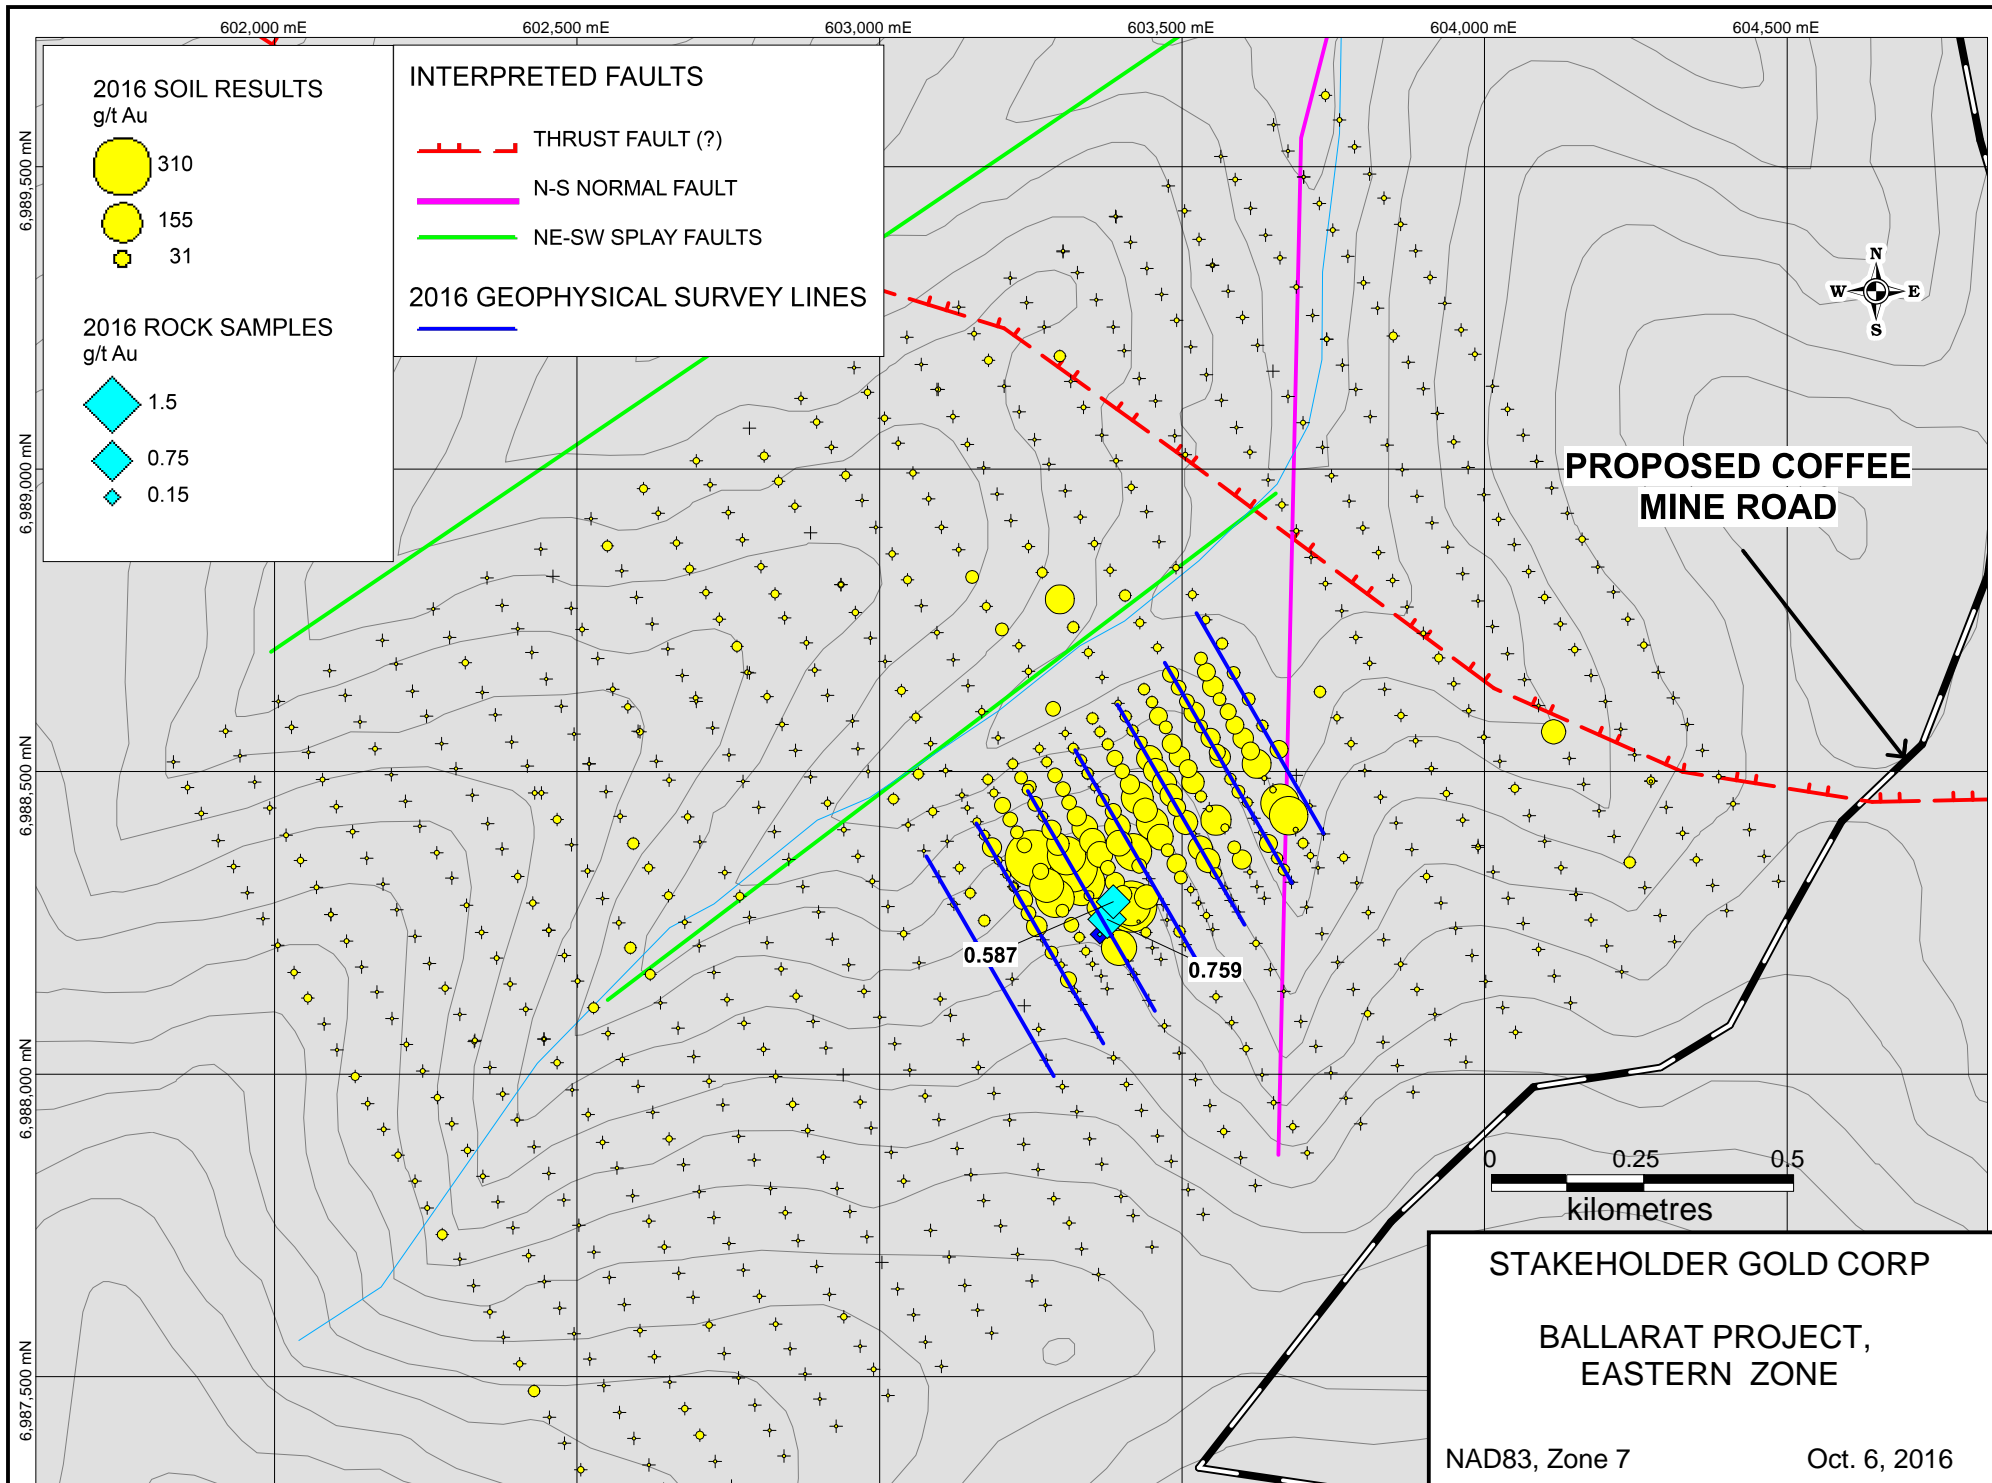 602,000 mE
602,500 mE
603,000 mE
603,500 mE
604,000 mE
604,500 mE
6,989,500 mN
6,989,000 mN
6,988,500 mN
6,988,000 mN
6,987,500 mN
2016 SOIL RESULTS
g/t Au
310
155
31
2016 ROCK SAMPLES
g/t Au
1.5
0.75
0.15
INTERPRETED FAULTS
THRUST FAULT (?)
N-S NORMAL FAULT
NE-SW SPLAY FAULTS
2016 GEOPHYSICAL SURVEY LINES
N
W E
S
PROPOSED COFFEE
MINE ROAD
0.587
0.759
0 0.25 0.5
kilometres
STAKEHOLDER GOLD CORP
BALLARAT PROJECT,
EASTERN ZONE
NAD83, Zone 7 Oct. 6, 2016